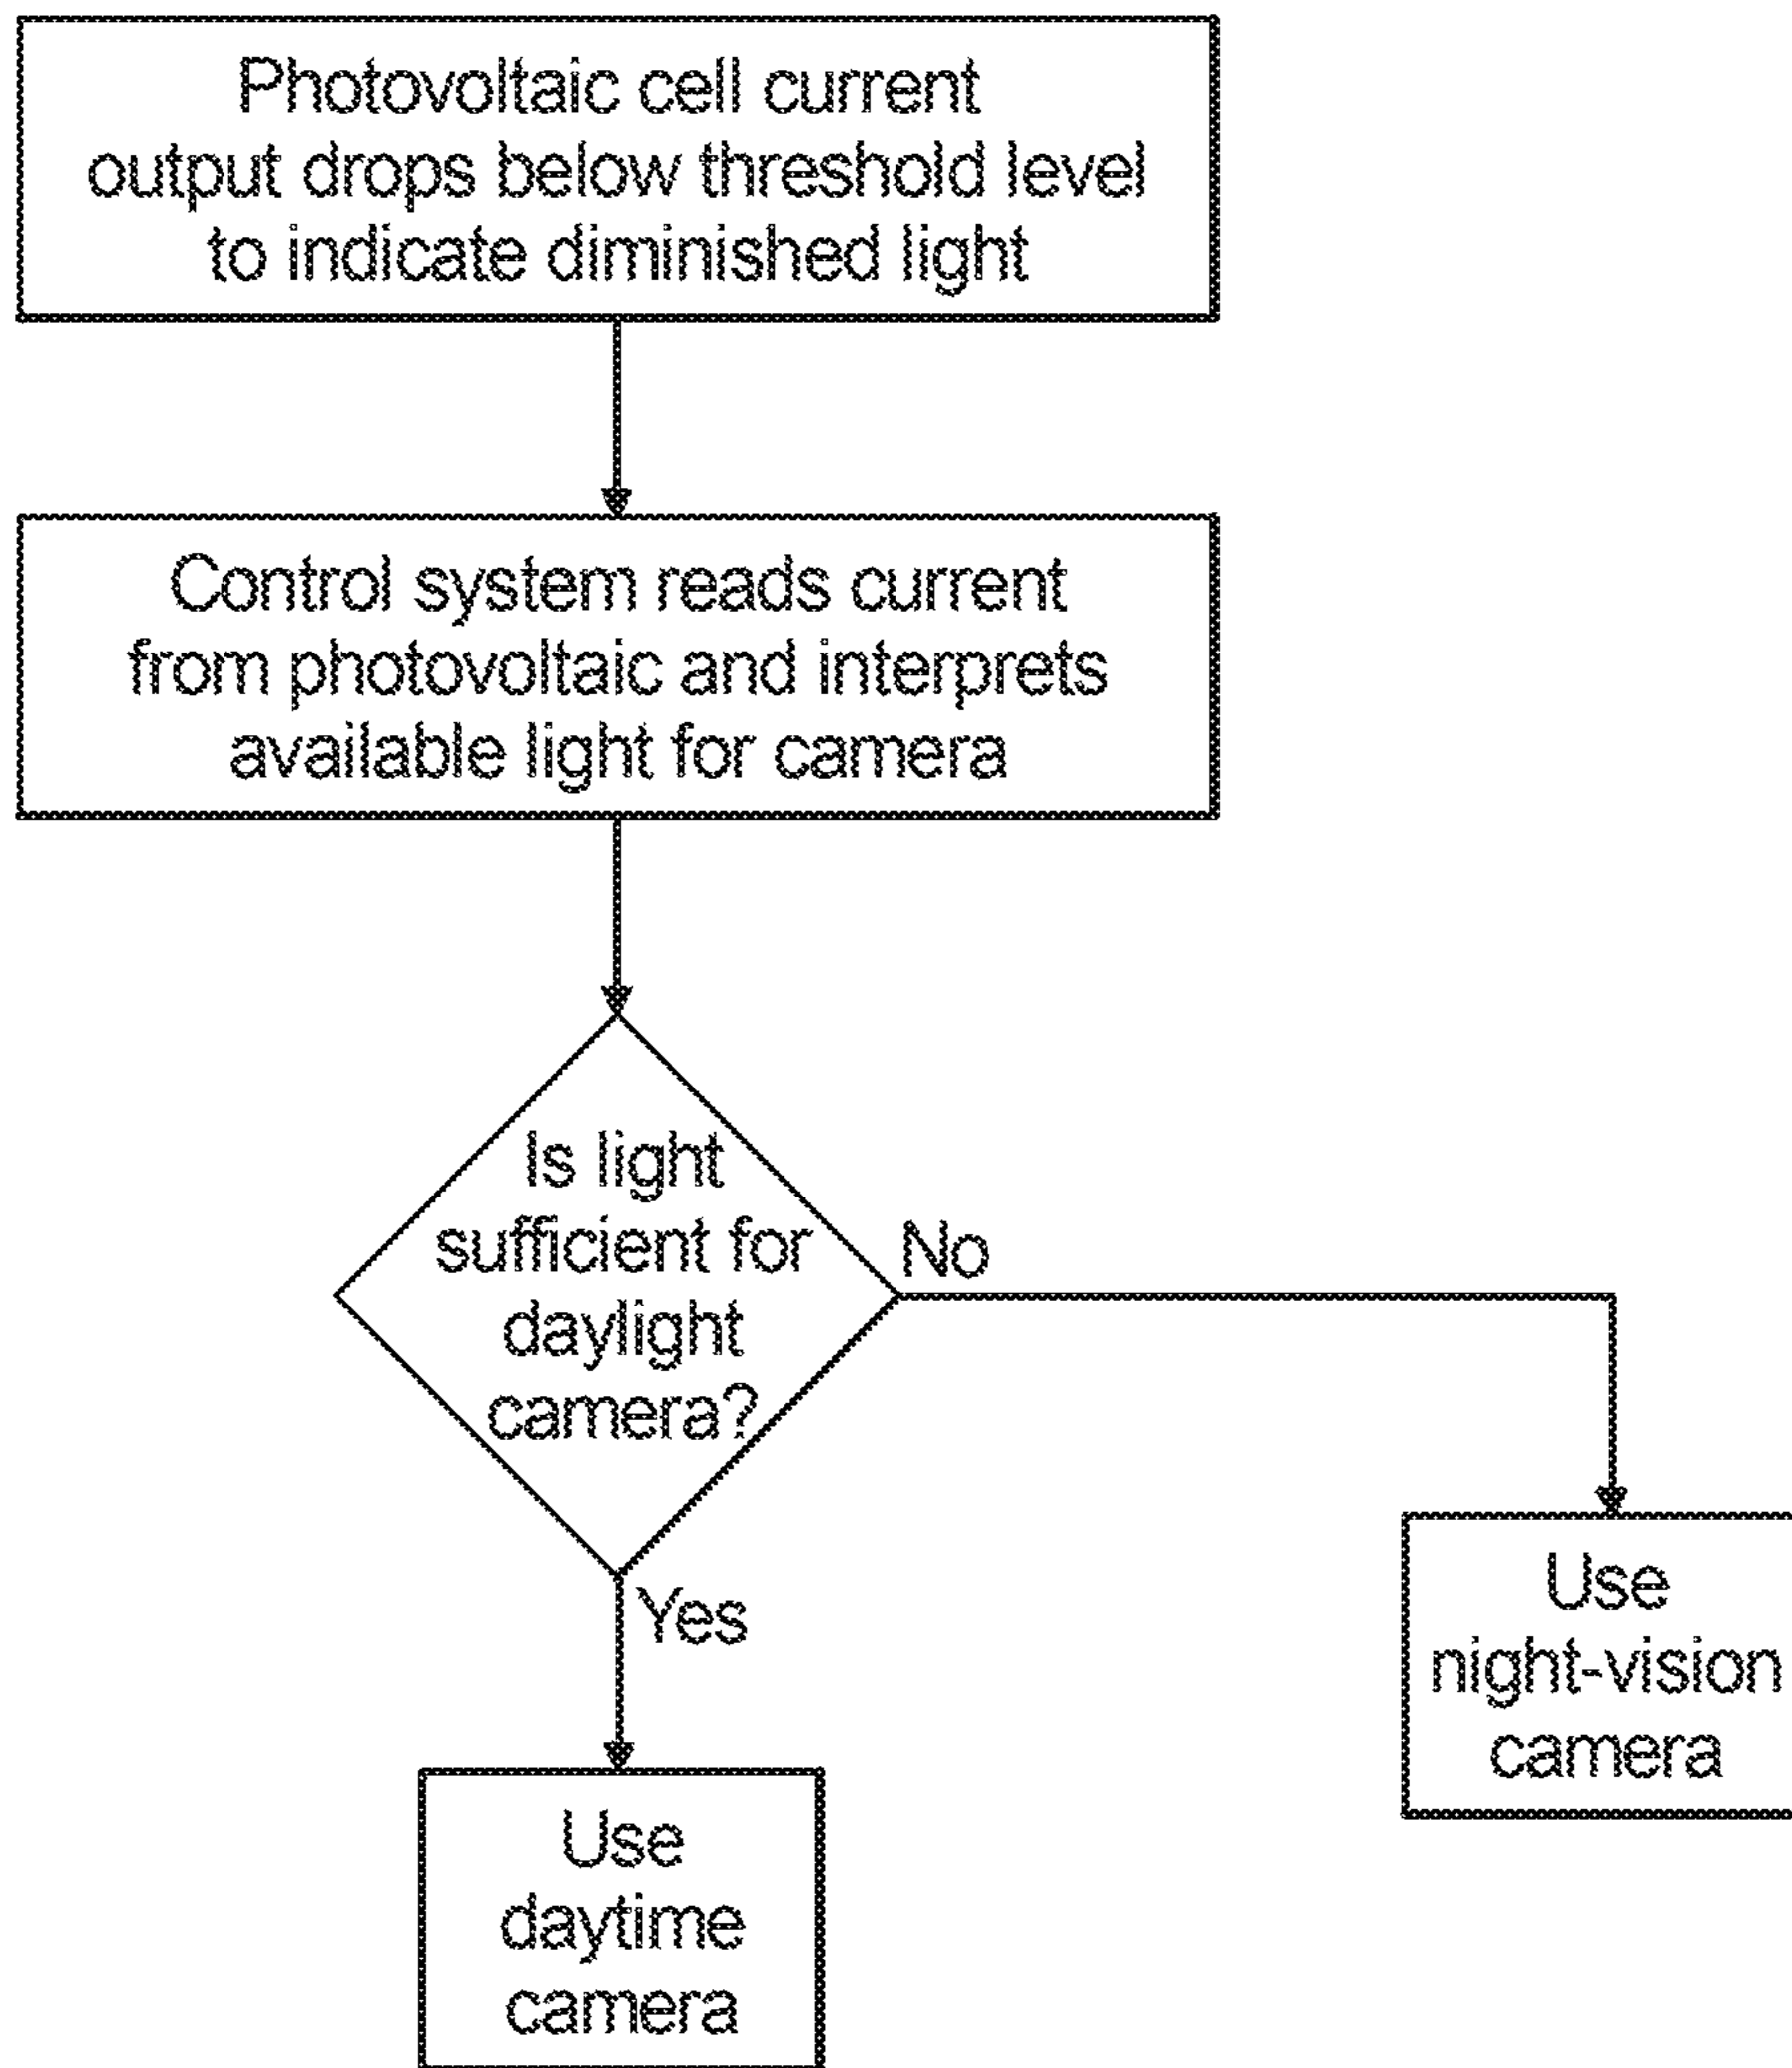 Photovoltaic cell current
output drops below threshold level
to indicate diminished light
Control system reads current
from photovoltaic and interprets
available light for camera
Is light
sufficient for
daylight
camera?
No
Yes
Use
night-vision
camera
Use
daytime
camera